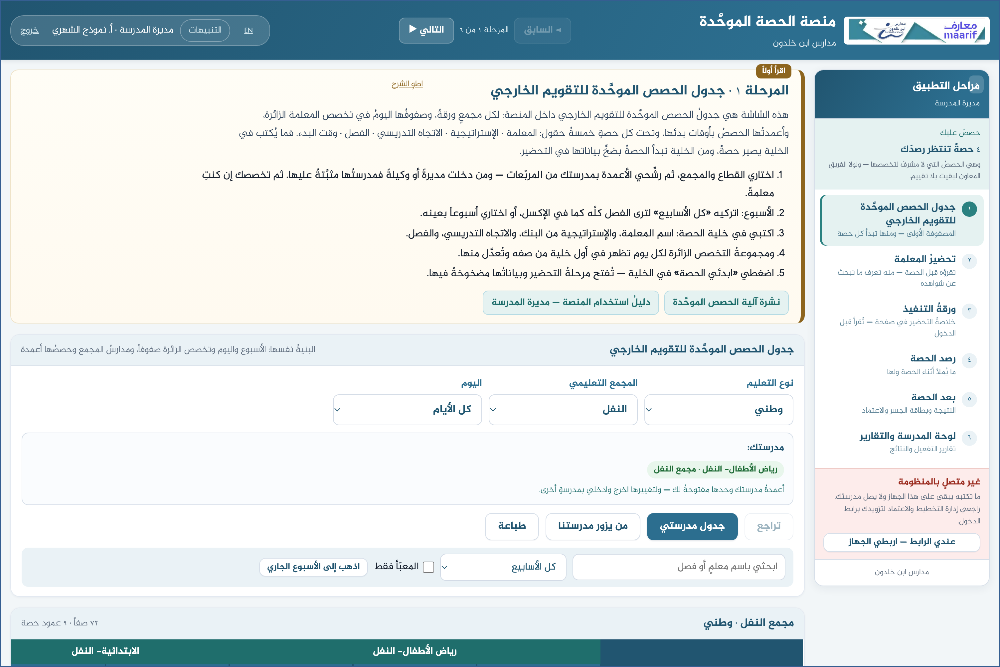 معارف
maarif
مدارس
ابن خلدون
منصة الحصة الموحَّدة
مدارس ابن خلدون
◄ السابق
المرحلة ١ من ٦
التالي ▶
EN
التنبيهات
مديرة المدرسة · أ. نموذج الشهري
خروج
مراحل التطبيق
مديرة المدرسة
حصصٌ عليك
٤ حصةً تنتظر رصدَك
وهي الحصصُ التي لا مشرفَ لتخصصها — ولولا الفريق
المعاون لبقيت بلا تقييم.
١
جدول الحصص الموحَّدة
للتقويم الخارجي
المصفوفة الأولى — ومنها تبدأ كل حصة
٢
تحضيرُ المعلمة
تقرؤه قبل الحصة — منه تعرف ما تبحث
عن شواهده
٣
ورقةُ التنفيذ
خلاصةُ التحضير في صفحة — تُقرأ قبل
الدخول
٤
رصد الحصة
ما يُملأ أثناء الحصة ولها
٥
بعد الحصة
النتيجة وبطاقة الجسر والاعتماد
٦
لوحة المدرسة والتقارير
تقارير التفعيل والنتائج
غير متصلٍ بالمنظومة
ما تكتبه يبقى على هذا الجهاز ولا يصل مدرستَك.
راجعي إدارة التخطيط والاعتماد لتزويدك برابط
الدخول.
عندي الرابط — اربطي الجهاز
مدارس ابن خلدون
اقرأ أولاً
المرحلة ١ · جدول الحصص الموحَّدة للتقويم الخارجي
اطوِ الشرح
هذه الشاشة هي جدولُ الحصص الموحَّدة للتقويم الخارجي داخل المنصة: لكل مجمعٍ ورقةٌ، وصفوفُها اليومُ في تخصص المعلمة الزائرة،
وأعمدتُها الحصصُ بأوقات بدئها، وتحت كل حصةٍ خمسةُ حقول: المعلمة · الإستراتيجية · الاتجاه التدريسي · الفصل · وقت البدء. فما يُكتب في
الخلية يصير حصةً، ومن الخلية تبدأ الحصةُ بضخِّ بياناتها في التحضير.
1. اختاري القطاع والمجمع، ثم رشِّحي الأعمدة بمدرستك من المربّعات — ومن دخلت مديرةً أو وكيلةً فمدرستُها مثبَّتةٌ عليها. ثم تخصصك إن كنتِ
معلمةً.
2. الأسبوع: اتركيه «كل الأسابيع» لترى الفصل كلَّه كما في الإكسل، أو اختاري أسبوعاً بعينه.
3. اكتبي في خلية الحصة: اسم المعلمة، والإستراتيجية من البنك، والاتجاه التدريسي، والفصل.
4. ومجموعةُ التخصص الزائرة لكل يوم تظهر في أول خلية من صفه وتُعدَّل منها.
5. اضغطي «ابدئي الحصة» في الخلية — تُفتح مرحلةُ التحضير وبياناتُها مضخوخةٌ فيها.
نشرة آلية الحصص الموحَّدة
دليلُ استخدام المنصة — مديرة المدرسة
جدول الحصص الموحَّدة للتقويم الخارجي
البنيةُ نفسها: الأسبوع واليوم وتخصص الزائرة صفوفاً، ومدارسُ المجمع وحصصُها أعمدة
نوع التعليم
المجمع التعليمي
اليوم
وطني
النفل
كل الأيام
مدرستك:
رياض الأطفال- النفل · مجمع النفل
أعمدةُ مدرستك وحدها مفتوحةٌ لك — ولتغييرها اخرج وادخلي بمدرسةٍ أخرى.
تراجع
جدول مدرستي
من يزور مدرستنا
طباعة
ابحثي باسم معلمٍ أو فصل
كل الأسابيع
المعبّأ فقط
اذهب إلى الأسبوع الجاري
مجمع النفل · وطني
٧٢ صفاً · ٩ عمود حصة
رياض الأطفال- النفل
الابتدائية- النفل